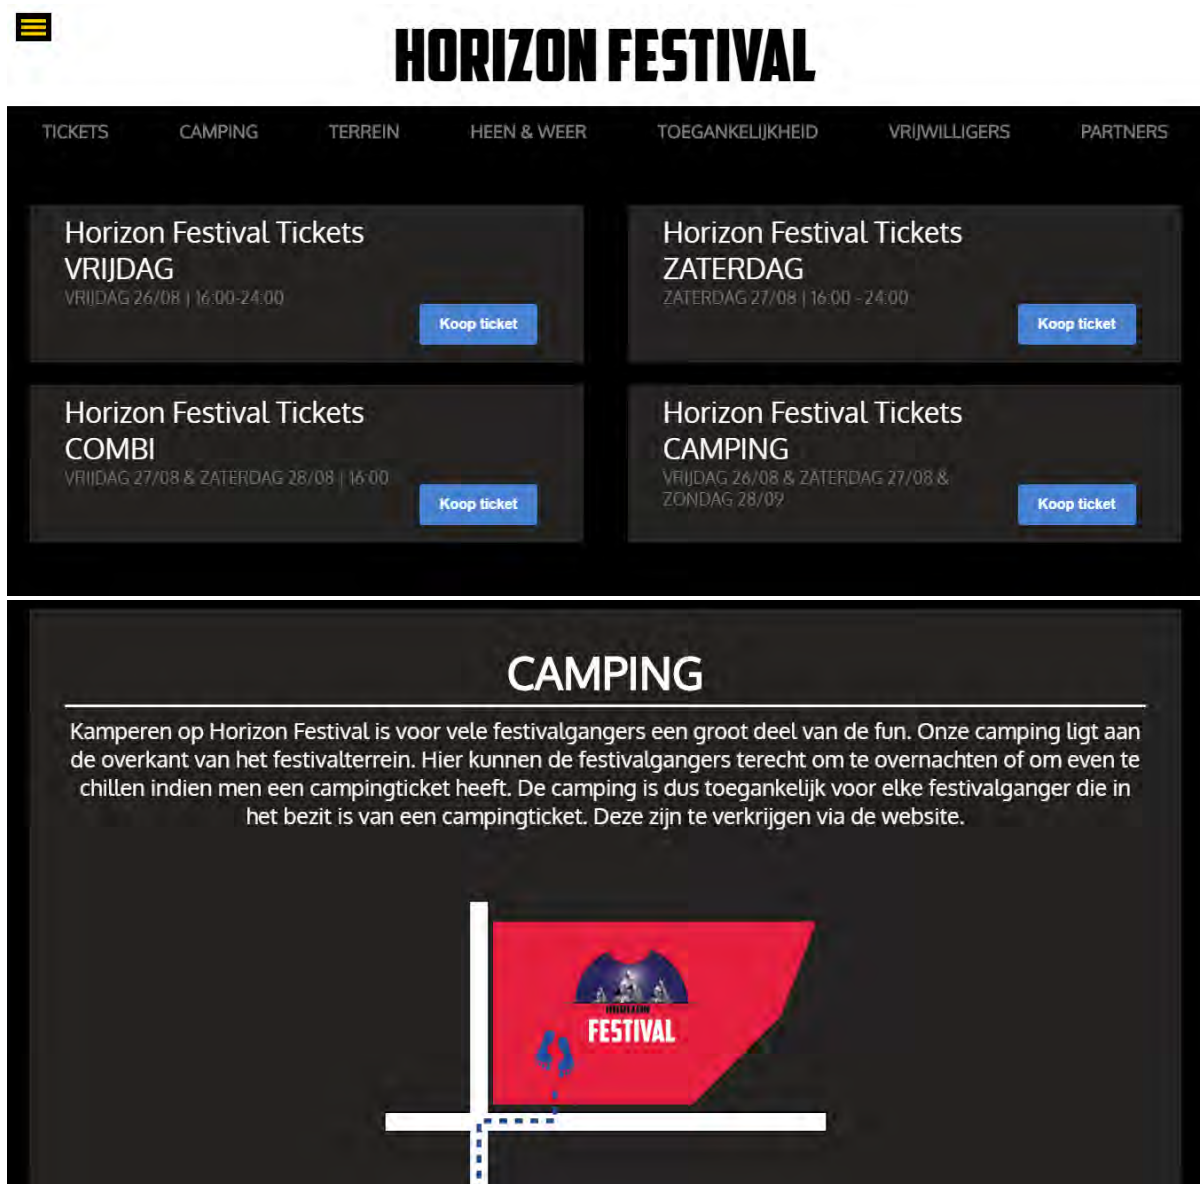 HORIZON FESTIVAL
TICKETS CAMPING TERREIN HEEN & WEER TOEGANKELIJKHEID VRIJWILLIGERS PARTNERS
Horizon Festival Tickets
VRIJDAG
VRIJDAG 26/08 | 16:00-24:00
Koop ticket
Horizon Festival Tickets
ZATERDAG
ZATERDAG 27/08 | 16:00 - 24:00
Koop ticket
Horizon Festival Tickets
COMBI
VRIJDAG 27/08 & ZATERDAG 28/08 | 16:00
Koop ticket
Horizon Festival Tickets
CAMPING
VRIJDAG 26/08 & ZATERDAG 27/08 &
ZONDAG 28/09
Koop ticket
CAMPING
Kamperen op Horizon Festival is voor vele festivalgangers een groot deel van de fun. Onze camping ligt aan
de overkant van het festivalterrein. Hier kunnen de festivalgangers terecht om te overnachten of om even te
chillen indien men een campingticket heeft. De camping is dus toegankelijk voor elke festivalganger die in
het bezit is van een campingticket. Deze zijn te verkrijgen via de website.
FESTIVAL